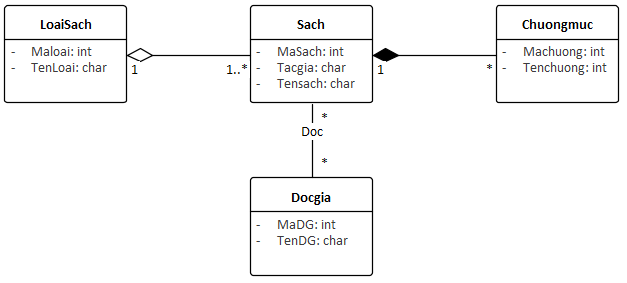 LoaiSach
- Maloai: int
- TenLoai: char
1
1..*
Sach
- MaSach: int
- Tacgia: char
- Tensach: char
1
*
Chuongmuc
- Machuong: int
- Tenchuong: int
*
Doc
*
Docgia
- MaDG: int
- TenDG: char